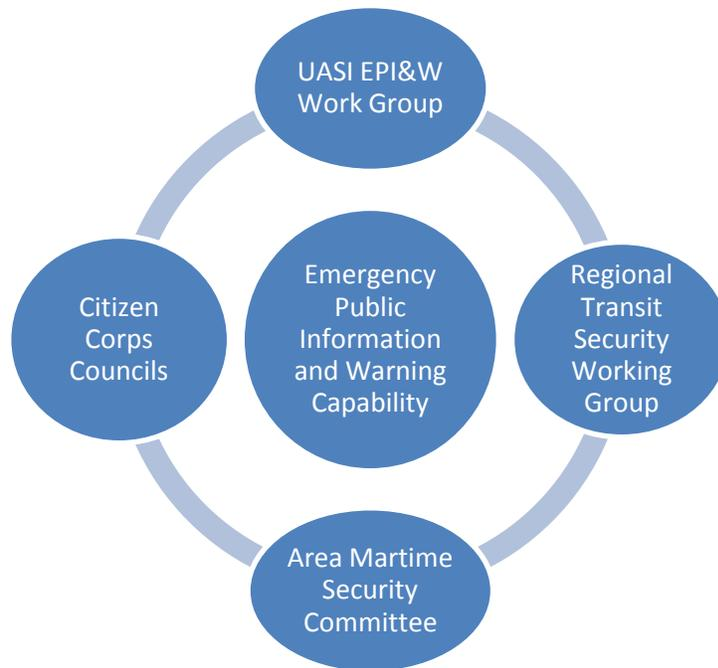 UASI EPI&W
Work Group
Citizen
Corps
Councils
Emergency
Public
Information
and Warning
Capability
Regional
Transit
Security
Working
Group
Area Martime
Security
Committee